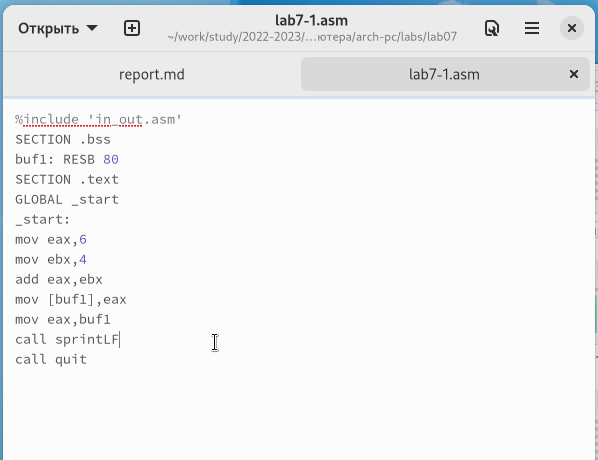 Открыть
lab7-1.asm
~/work/study/2022-2023/…ютера/arch-pc/labs/lab07
report.md
lab7-1.asm
%include 'in_out.asm'
SECTION .bss
buf1: RESB 80
SECTION .text
GLOBAL _start
_start:
mov eax,6
mov ebx,4
add eax,ebx
mov [buf1],eax
mov eax,buf1
call sprintLF
call quit